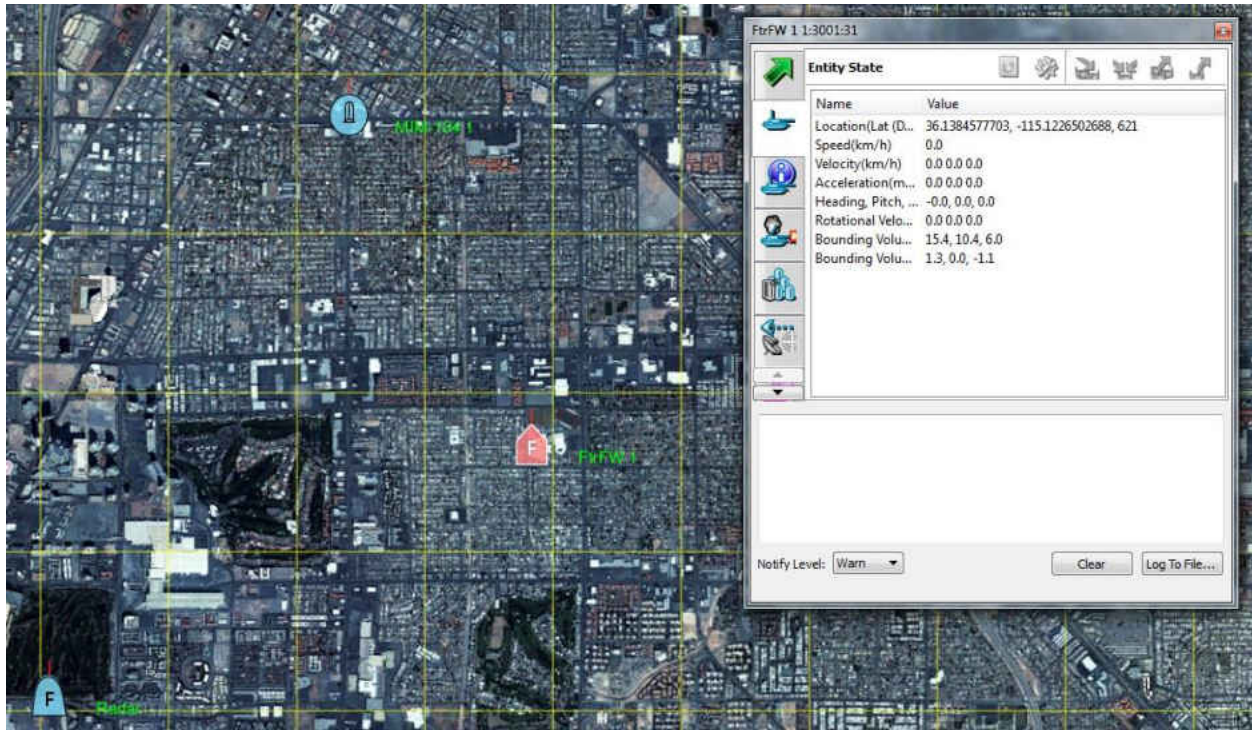 FtrFW 1 1:3001:31
Entity State
Name Value
Location(Lat (D... 36.1384577703, -115.1226502688, 621
Speed(km/h) 0.0
Velocity(km/h) 0.0 0.0 0.0
Acceleration(m... 0.0 0.0 0.0
Heading, Pitch, ... -0.0, 0.0, 0.0
Rotational Velo... 0.0 0.0 0.0
Bounding Volu... 15.4, 10.4, 6.0
Bounding Volu... 1.3, 0.0, -1.1
Notify Level: Warn Clear Log To File...
F
FtrFW 1
F
Radar